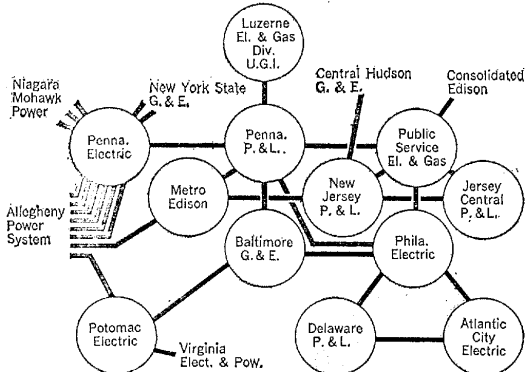 Luzerne
El. & Gas
Div.
U.G.I.
Niagara
Mohawk
Power
New York State
G. & E.
Central Hudson
G. & E.
Consolidated
Edison
Penna.
Electric
Penna.
P. & L.
Public
Service
El. & Gas
Metro
Edison
New
Jersey
P. & L.
Jersey
Central
P. & L.
Allegheny
Power
System
Baltimore
G. & E.
Phila.
Electric
Potomac
Electric
Virginia
Elect. & Pow.
Delaware
P. & L.
Atlantic
City
Electric